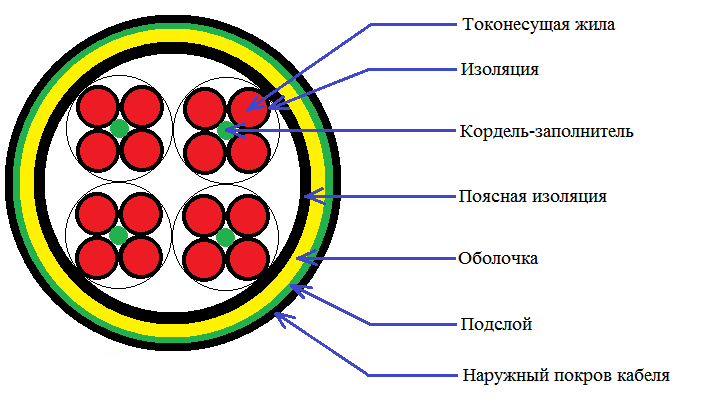 Токонесущая жила
Изоляция
Кордель-заполнитель
Поясная изоляция
Оболочка
Подслой
Наружный покров кабеля